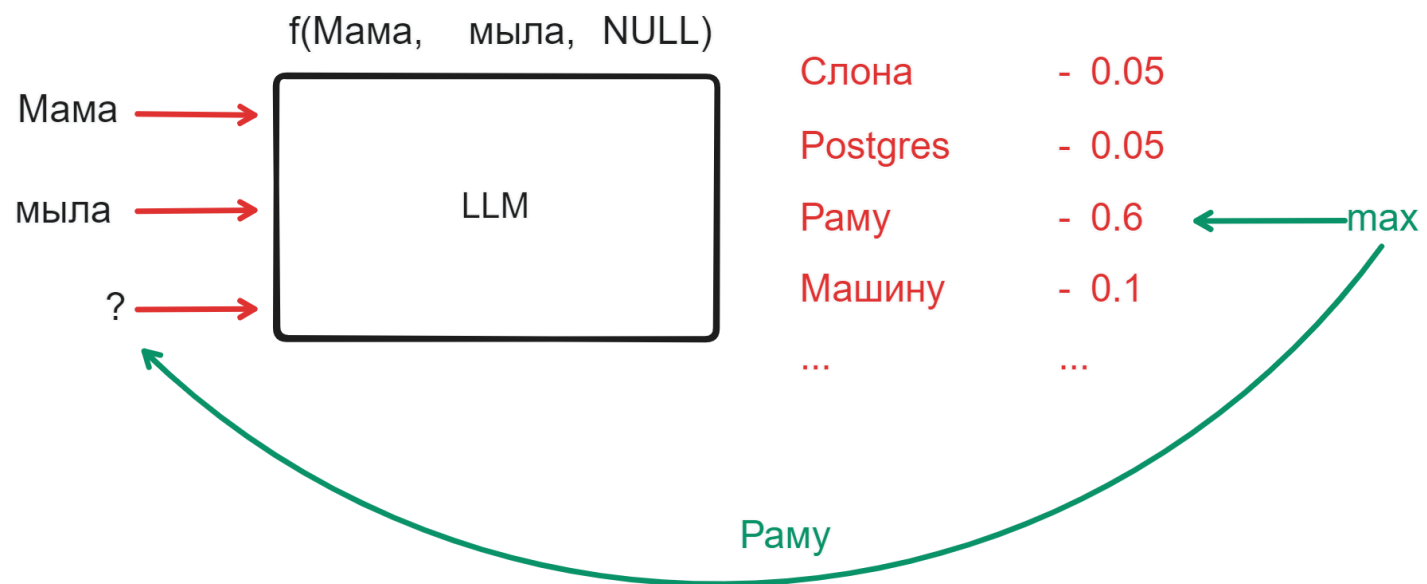 f(Мама, мыла, NULL)
Мама
мыла
?
LLM
Слона - 0.05
Postgres - 0.05
Раму - 0.6
Машину - 0.1
... ...
max
Раму